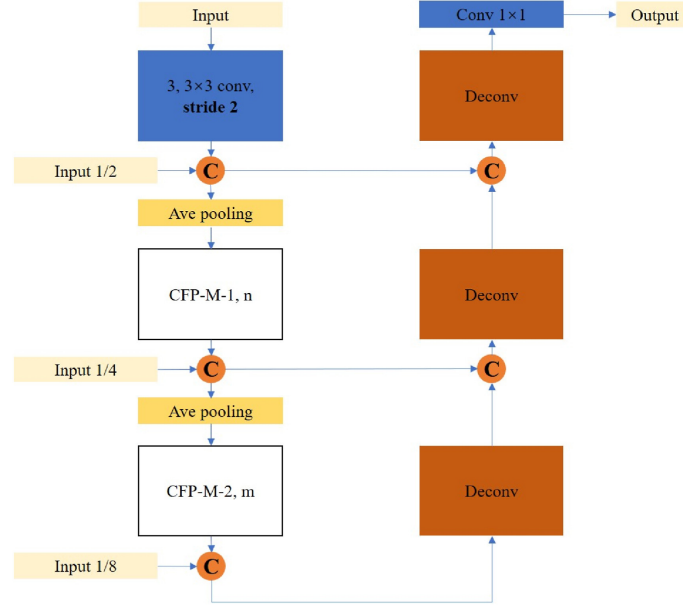 Input
Conv 1×1
Output
3, 3×3 conv,
stride 2
Deconv
Input 1/2
C
C
Ave pooling
CFP-M-1, n
Deconv
Input 1/4
C
C
Ave pooling
CFP-M-2, m
Deconv
Input 1/8
C